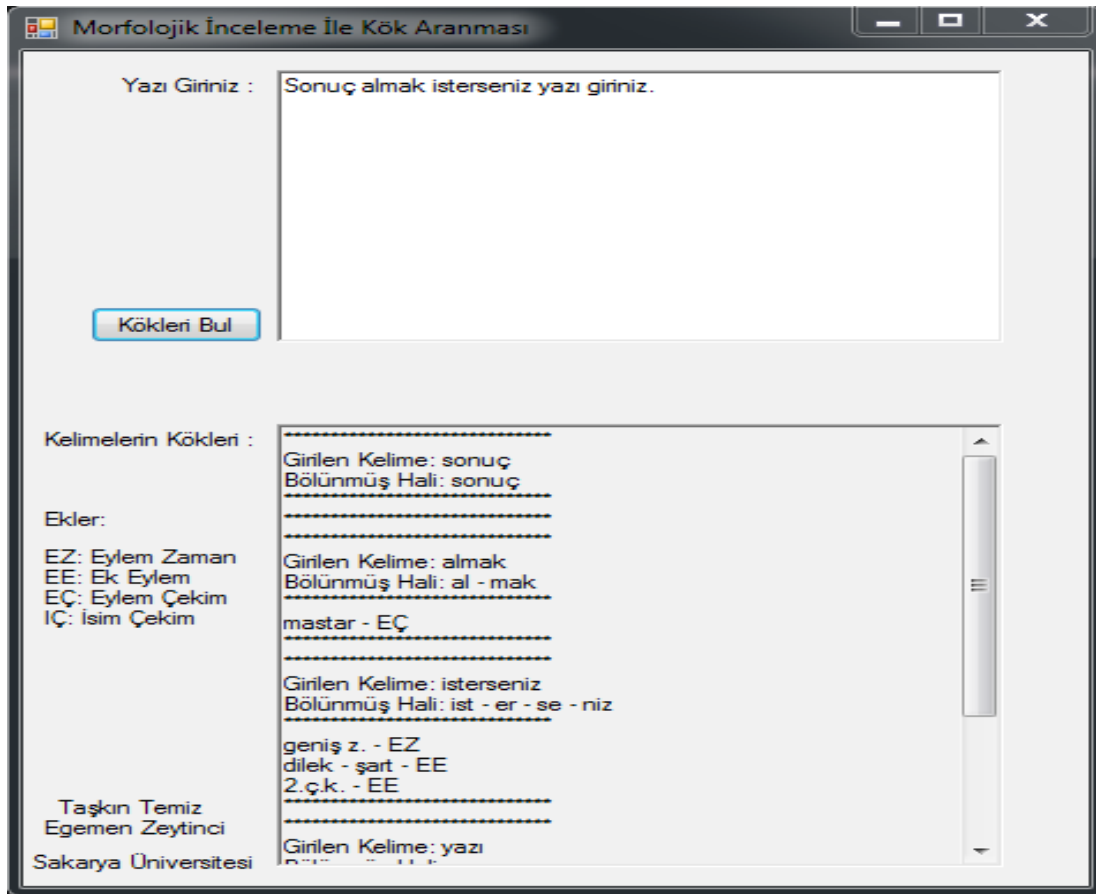 Morfolojik İnceleme İle Kök Aranması
Yazı Giriniz :
Sonuç almak isterseniz yazı giriniz.
Kökleri Bul
Kelimelerin Kökleri :
Ekler:
EZ: Eylem Zaman
EE: Ek Eylem
EÇ: Eylem Çekim
IÇ: İsim Çekim
Taşkın Temiz
Egemen Zeytinci
Sakarya Üniversitesi
******************************
Girilen Kelime: sonuç
Bölünmüş Hali: sonuç
******************************
******************************
******************************
Girilen Kelime: almak
Bölünmüş Hali: al - mak
******************************
mastar - EÇ
******************************
******************************
Girilen Kelime: isterseniz
Bölünmüş Hali: ist - er - se - niz
******************************
geniş z. - EZ
dilek - şart - EE
2.ç.k. - EE
******************************
******************************
Girilen Kelime: yazı